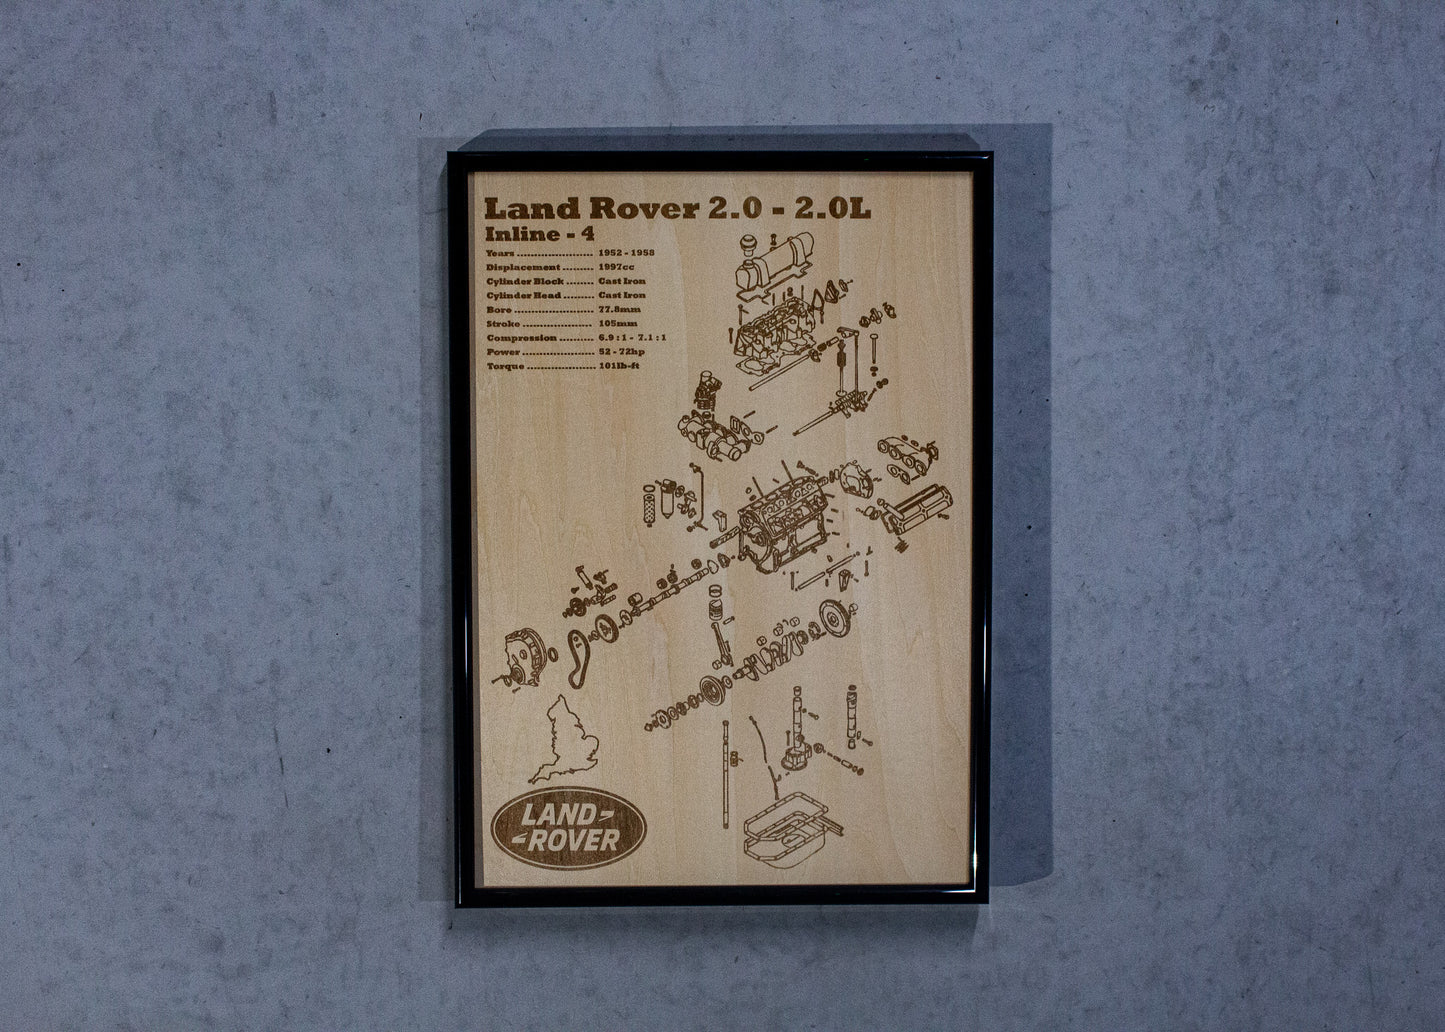 Land Rover 2.0 - 2.0L
Inline - 4
Years ........................ 1952 - 1958
Displacement .......... 1997cc
Cylinder Block ......... Cast Iron
Cylinder Head .......... Cast Iron
Bore ......................... 77.8mm
Stroke ...................... 105mm
Compression ........... 6.9 : 1 - 7.1 : 1
Power ....................... 52 - 72hp
Torque ...................... 101lb-ft
LAND
ROVER